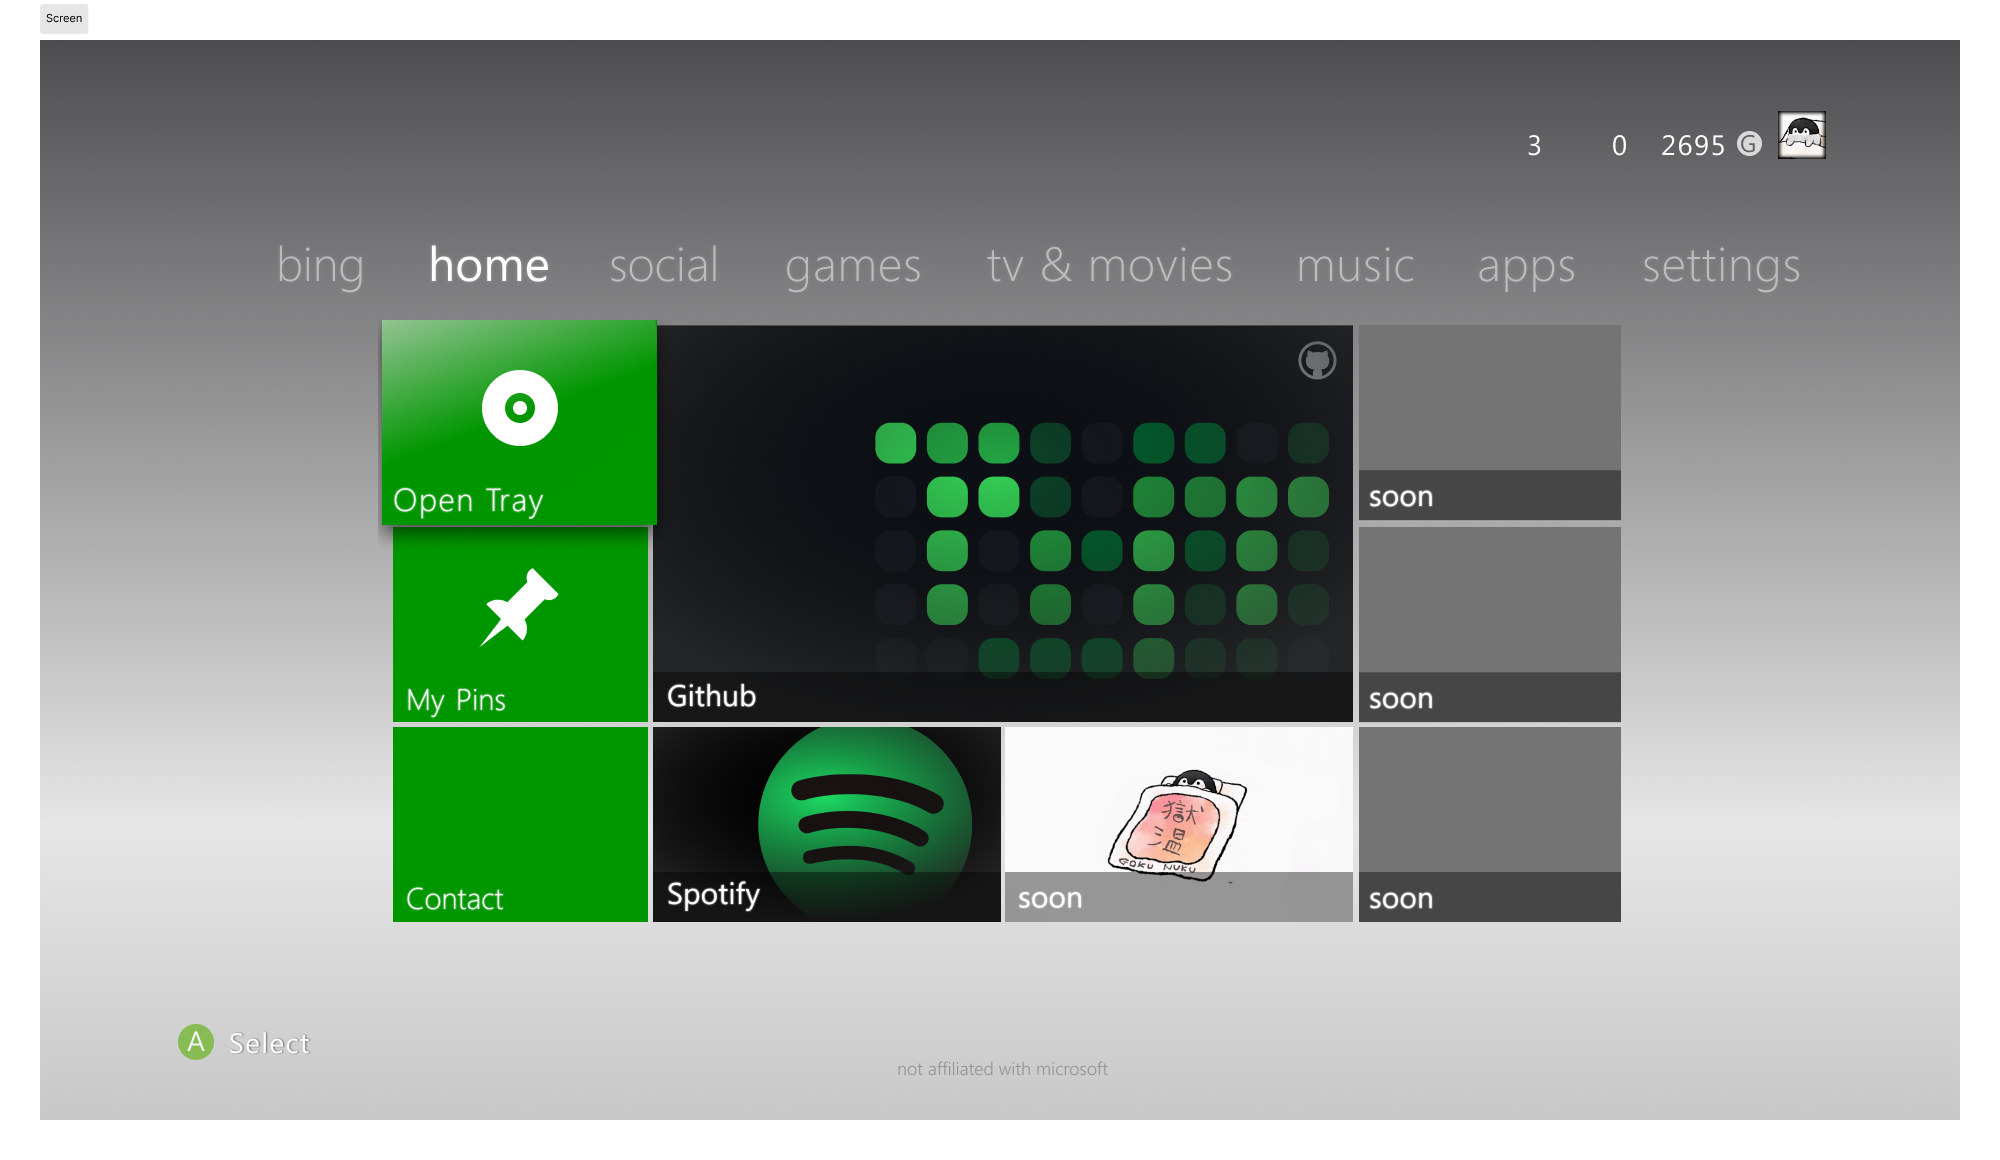 Screen
3 0 2695 G
bing home social games tv & movies music apps settings
Open Tray
soon
My Pins
Github
soon
獄
温
GOKU NUKU
Contact
Spotify
soon
soon
A Select
not affiliated with microsoft